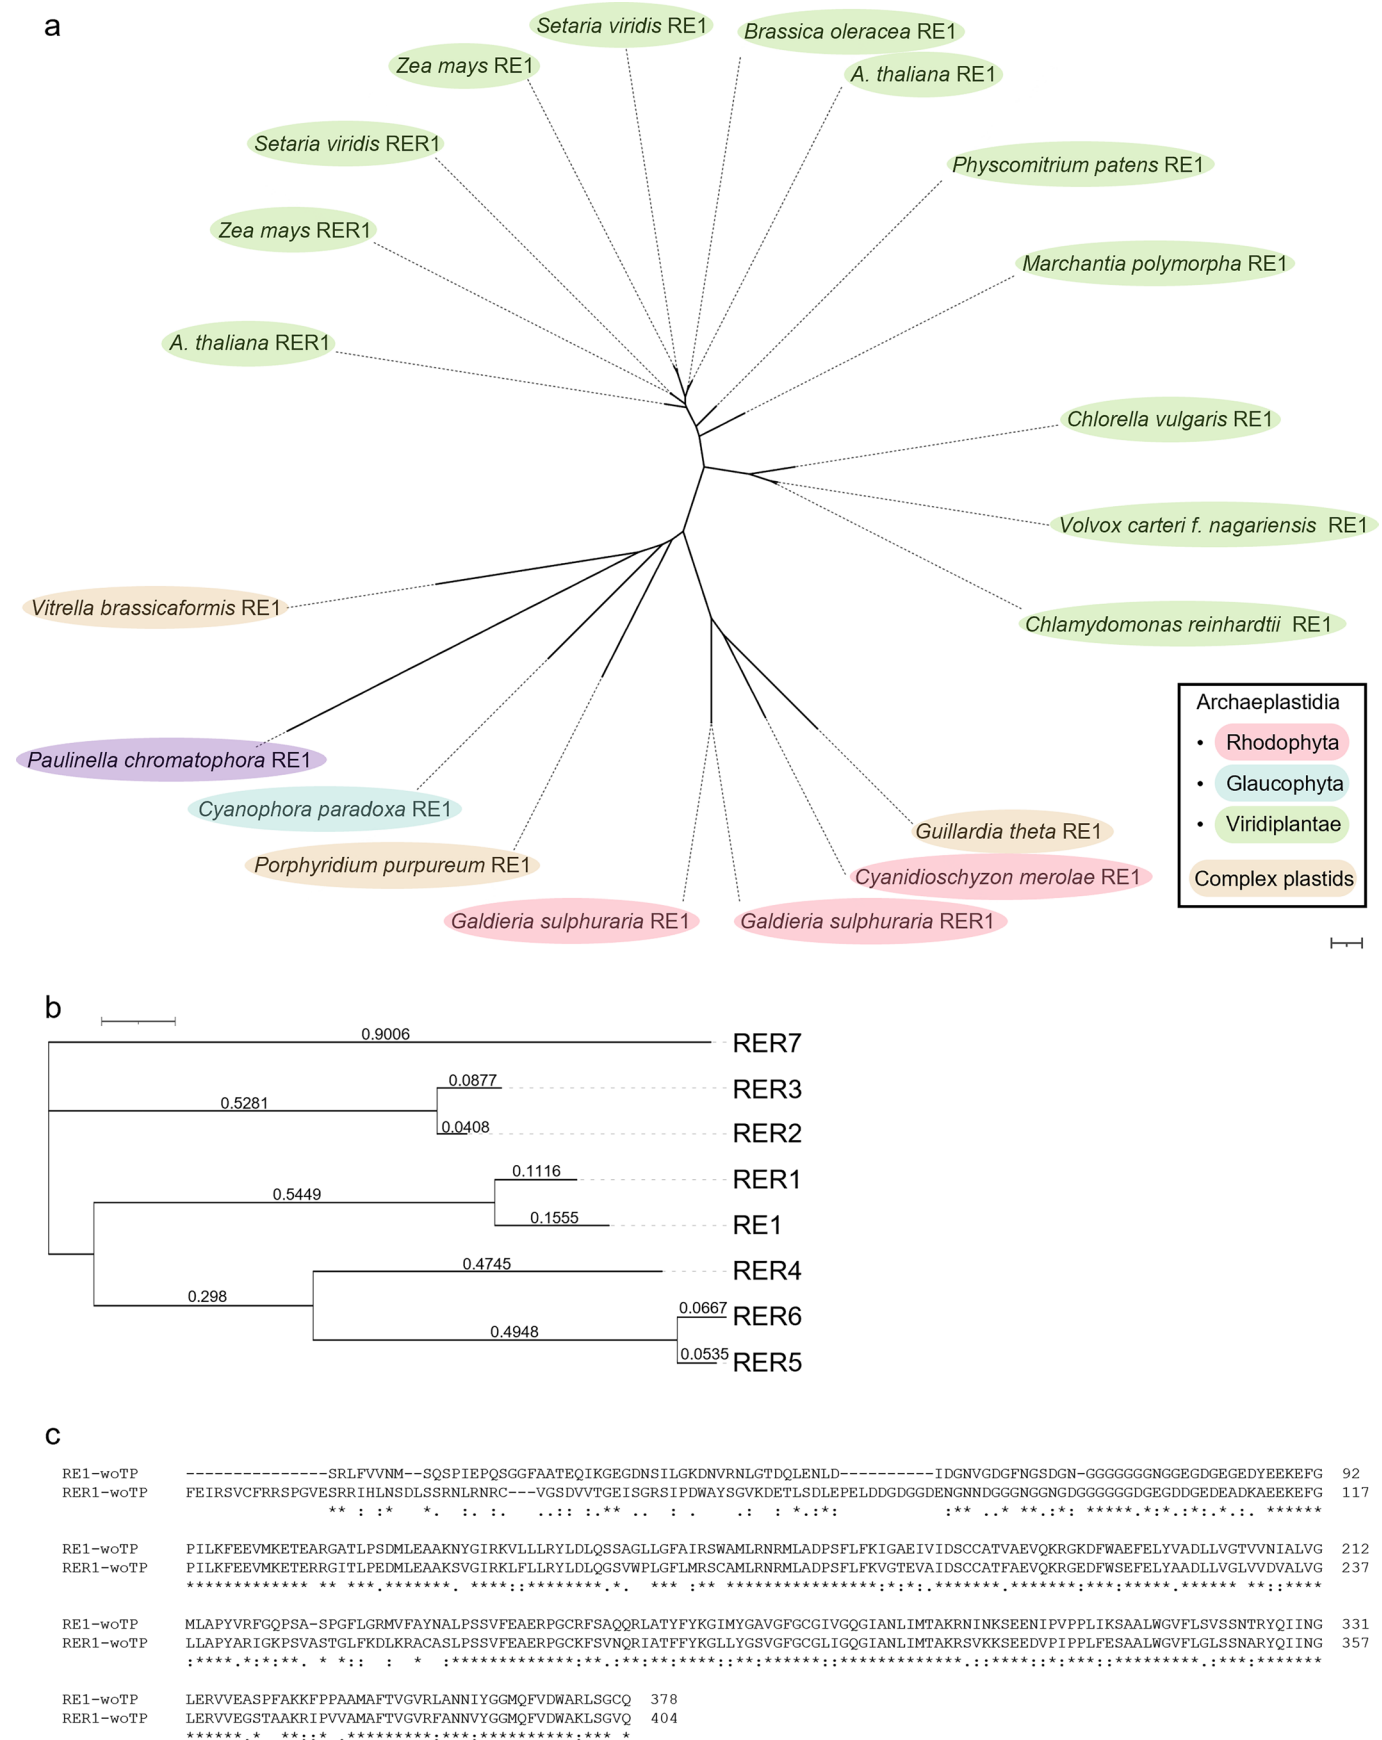 a
Setaria viridis RE1
Brassica oleracea RE1
Zea mays RE1
A. thaliana RE1
Setaria viridis RER1
Physcomitrium patens RE1
Zea mays RER1
Marchantia polymorpha RE1
A. thaliana RER1
Chlorella vulgaris RE1
Volvox carteri f. nagariensis RE1
Vitrella brassicaformis RE1
Chlamydomonas reinhardtii RE1
Paulinella chromatophora RE1
Cyanophora paradoxa RE1
Porphyridium purpureum RE1
Guillardia theta RE1
Cyanidioschyzon merolae RE1
Galdieria sulphuraria RE1
Galdieria sulphuraria RER1
Archaeplastidia
• Rhodophyta
• Glaucophyta
• Viridiplantae
Complex plastids
b
0.9006
RER7
0.0877
RER3
0.5281
0.0408
RER2
0.1116
RER1
0.5449
0.1555
RE1
0.4745
RER4
0.298
0.0667
RER6
0.4948
0.0535
RER5
c
RE1-woTP ---------------SRLFVVNM--SQSPIEPQSGGFAATEQIKGEGDNSILGKDNVRNLGTDQLENLD----------IDGNVGDGFNGSDGN-GGGGGGGGNGGEGDGEGEDYEEKEFG 92
RER1-woTP FEIRSVCFRRSPGVESRRIHLNSDLSSRNLRNRC---VGSDVVTGEISGRSIPDWAYSGVKDETLSDLEPELDDGDGGDENGNNDGGGNGGNGDGGGGGGDGEGDDGEDEADKAEEKEFG 117
RE1-woTP PILKFEEVMKETEARGATLPSDMLEAAKNYGIRKVLLLRYLDLQSSAGLLGFAIRSWAMLRNRMLADPSFLFKIGAEIVIDSCCATVAEVQKRGKDFWAEFELYVADLLVGTVVNIALVG 212
RER1-woTP PILKFEEVMKETERRGITLPEDMLEAAKSVGIRKLFLLRYLDLQGSVWPLGFLMRSCAMLRNRMLADPSFLFKVGTEVAIDSCCATFAEVQKRGEDFWSEFELYAADLLVGLVVDVALVG 237
RE1-woTP MLAPYVRFGQPSA-SPGFLGRMVFAYNALPSSVFEAERPGCRFSAQQRLATYFYKGIMYGAVGFGCGIVGQGIANLIMTAKRNINKSEENIPVPPLIKSAALWGVFLSVSSNTRYQIING 331
RER1-woTP LLAPYARIGKPSVASTGLFKDLKRACASLPSSVFEAERPGCKFSVNQRIATFFYKGLLYGSVGFGCGLIGQGIANLIMTAKRSVKKSEEDVPIPPLFESAALWGVFLGLSSNARYQIING 357
RE1-woTP LERVVEASPFAKKFPPAAMAFTVGVRLANNIYGGMQFVDWARLSGCQ 378
RER1-woTP LERVVEGSTAAKRIPVVAMAFTVGVRFANNVYGGMQFVDWAKLSGVQ 404